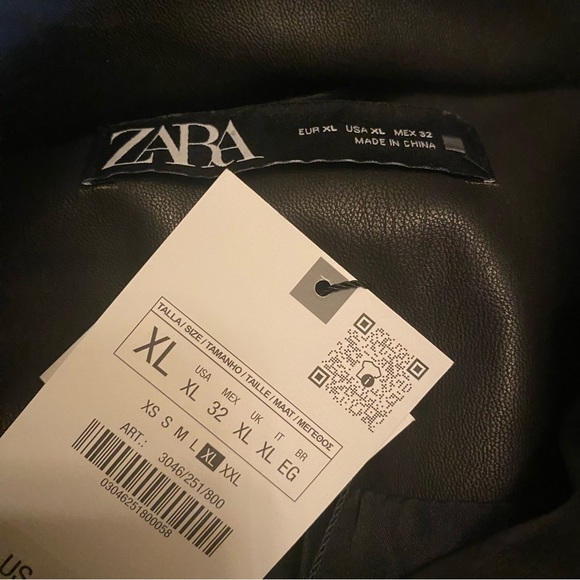 ZARA
EUR XL USA XL MEX 32
MADE IN CHINA
TALLA / SIZE / TAMANHO / TAILLE / MAAT / ΜΕΓΕΘΟΣ
USA MEX UK IT BR
XL XL 32 XL XL EG
XS S M L XL XXL
ART.: 3046/251/800
03046251800058
US